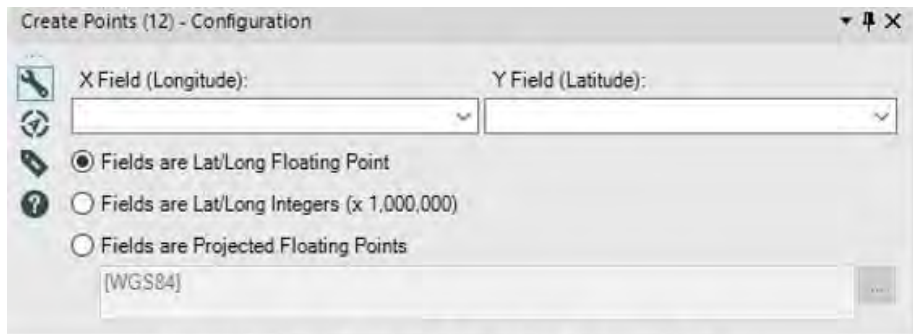 Create Points (12) - Configuration
X Field (Longitude): Y Field (Latitude):
Fields are Lat/Long Floating Point
Fields are Lat/Long Integers (x 1,000,000)
Fields are Projected Floating Points
[WGS84]
...